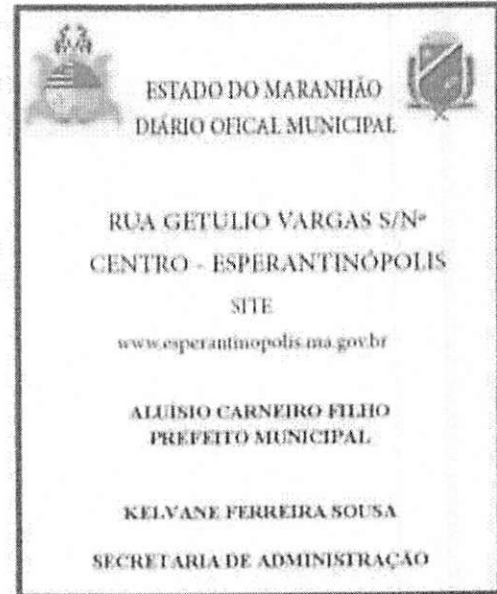 ESTADO DO MARANHÃO
DIÁRIO OFICAL MUNICIPAL
RUA GETULIO VARGAS S/Nº
CENTRO - ESPERANTINÓPOLIS
SITE
www.esperantinopolis.ma.gov.br
ALUÍSIO CARNEIRO FILHO
PREFEITO MUNICIPAL
KELVANE FERREIRA SOUSA
SECRETARIA DE ADMINISTRAÇÃO